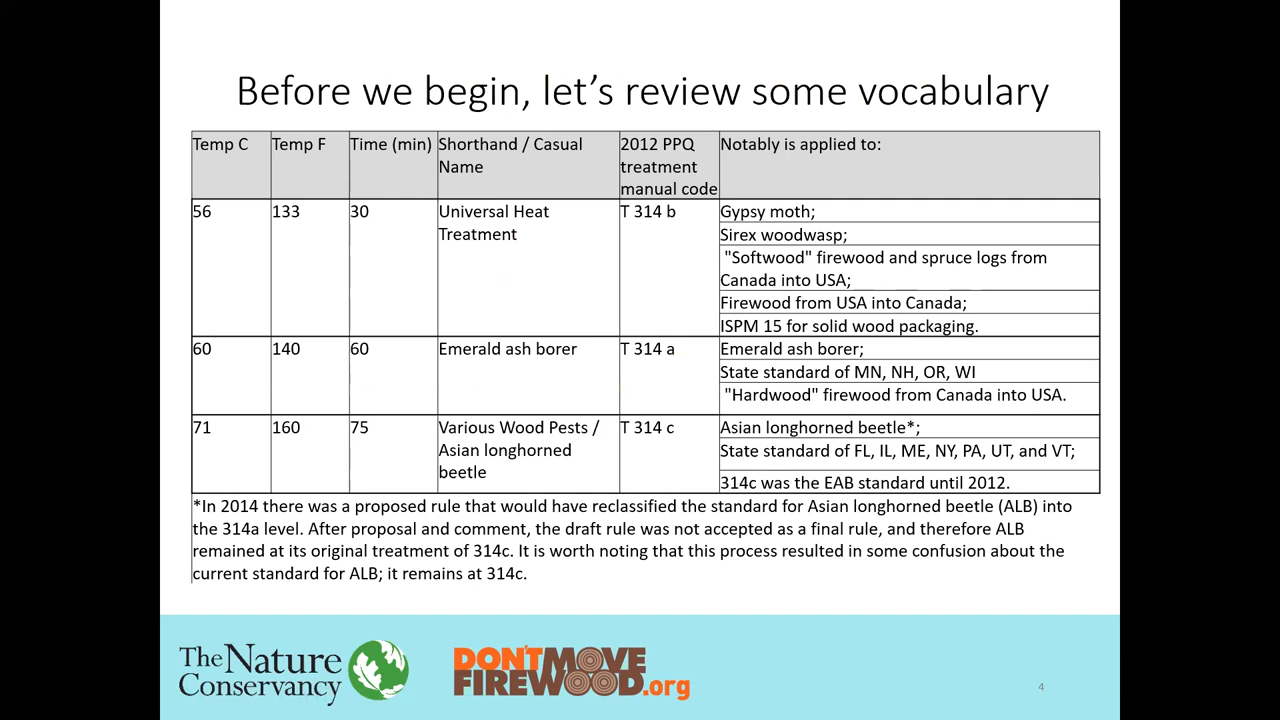 Before we begin, let's review some vocabulary
Temp C Temp F Time (min) Shorthand / Casual Name 2012 PPQ treatment manual code Notably is applied to:
56 133 30 Universal Heat Treatment T 314 b Gypsy moth;
Sirex woodwasp;
"Softwood" firewood and spruce logs from
Canada into USA;
Firewood from USA into Canada;
ISPM 15 for solid wood packaging.
60 140 60 Emerald ash borer T 314 a Emerald ash borer;
State standard of MN, NH, OR, WI
"Hardwood" firewood from Canada into USA.
71 160 75 Various Wood Pests / Asian longhorned beetle T 314 c Asian longhorned beetle*;
State standard of FL, IL, ME, NY, PA, UT, and VT;
314c was the EAB standard until 2012.
*In 2014 there was a proposed rule that would have reclassified the standard for Asian longhorned beetle (ALB) into
the 314a level. After proposal and comment, the draft rule was not accepted as a final rule, and therefore ALB
remained at its original treatment of 314c. It is worth noting that this process resulted in some confusion about the
current standard for ALB; it remains at 314c.
The Nature
Conservancy
DON'T MOVE
FIREWOOD.org
4